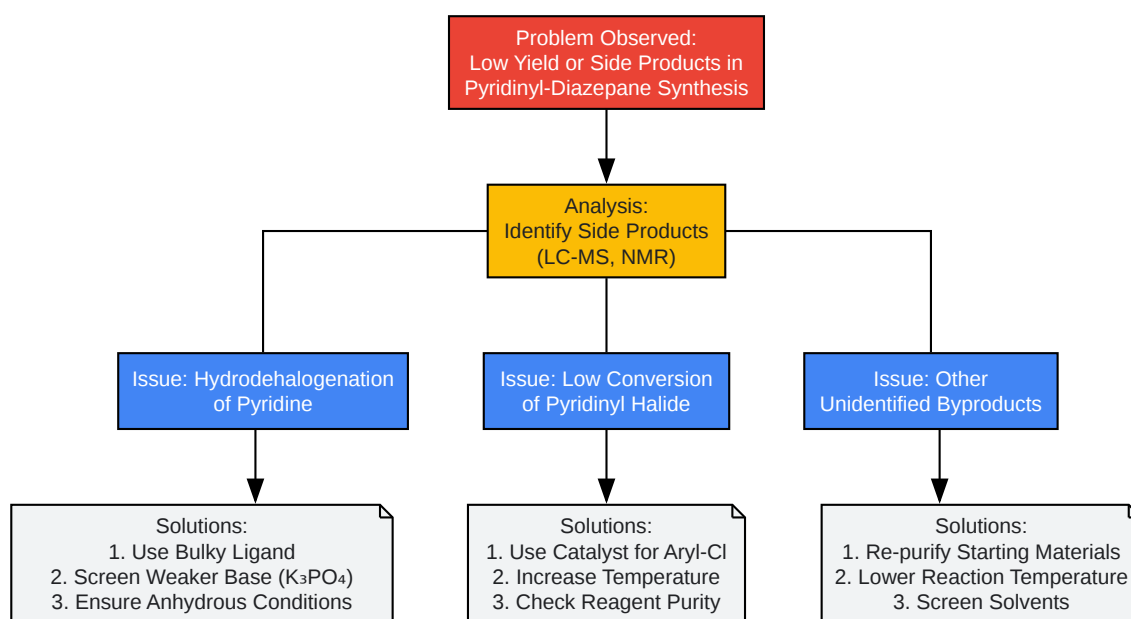 Problem Observed:
Low Yield or Side Products in
Pyridinyl-Diazepane Synthesis
Analysis:
Identify Side Products
(LC-MS, NMR)
Issue: Hydrodehalogenation
of Pyridine
Issue: Low Conversion
of Pyridinyl Halide
Issue: Other
Unidentified Byproducts
Solutions:
1. Use Bulky Ligand
2. Screen Weaker Base (K₃PO₄)
3. Ensure Anhydrous Conditions
Solutions:
1. Use Catalyst for Aryl-Cl
2. Increase Temperature
3. Check Reagent Purity
Solutions:
1. Re-purify Starting Materials
2. Lower Reaction Temperature
3. Screen Solvents